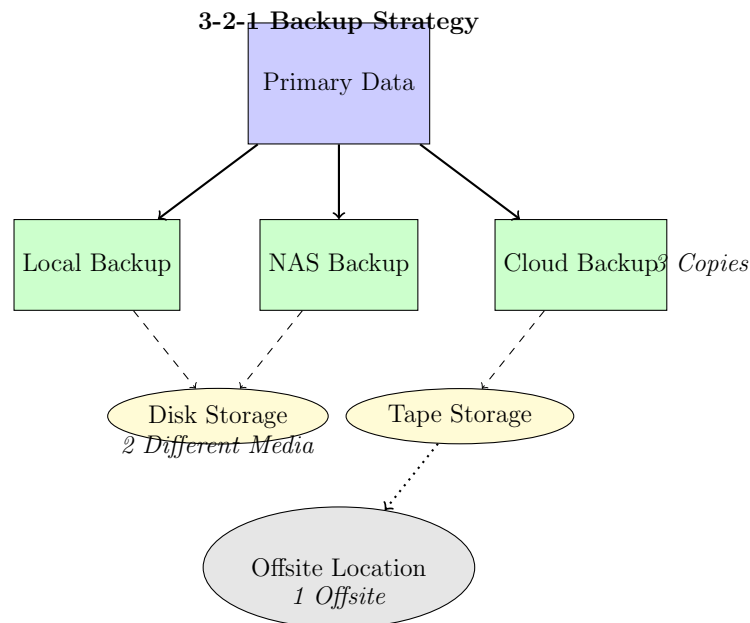 3-2-1 Backup Strategy
Primary Data
Local Backup
NAS Backup
Cloud Backup
3 Copies
Disk Storage
Tape Storage
2 Different Media
Offsite Location
1 Offsite